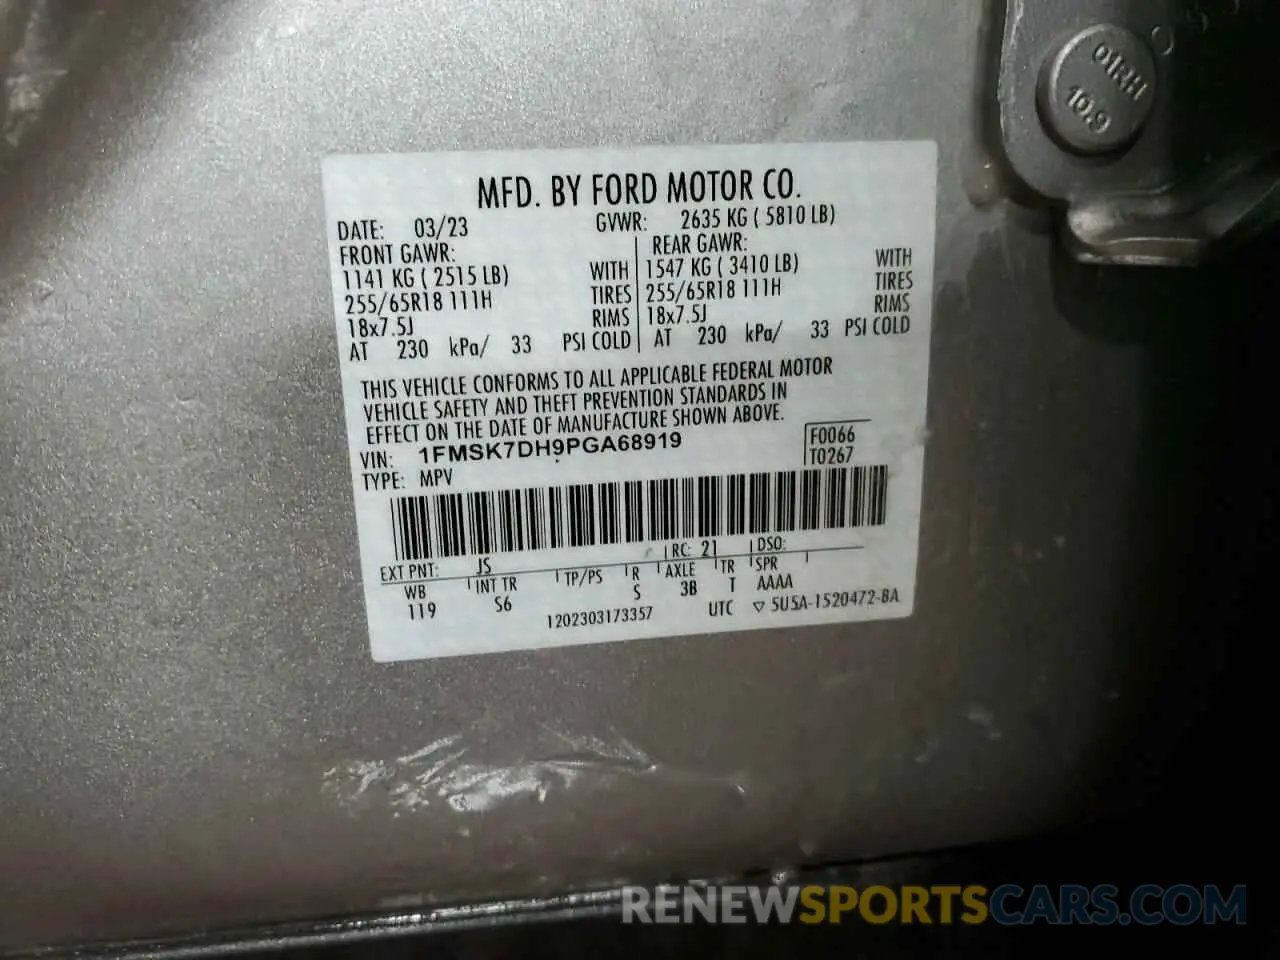 01RH
10.9
MFD. BY FORD MOTOR CO.
DATE: 03/23 GVWR: 2635 KG ( 5810 LB)
FRONT GAWR: REAR GAWR:
1141 KG ( 2515 LB) WITH 1547 KG ( 3410 LB) WITH
255/65R18 111H TIRES 255/65R18 111H TIRES
18x7.5J RIMS 18x7.5J RIMS
AT 230 kPa/ 33 PSI COLD AT 230 kPa/ 33 PSI COLD
THIS VEHICLE CONFORMS TO ALL APPLICABLE FEDERAL MOTOR
VEHICLE SAFETY AND THEFT PREVENTION STANDARDS IN
EFFECT ON THE DATE OF MANUFACTURE SHOWN ABOVE.
VIN: 1FMSK7DH9PGA68919 F0066
TYPE: MPV T0267
EXT PNT: JS RC: 21 DSO:
WB INT TR TP/PS R AXLE TR SPR
119 S6 S 3B T AAAA
1202303173357 UTC ▽ 5U5A-1520472-BA
RENEWSPORTSCARS.COM